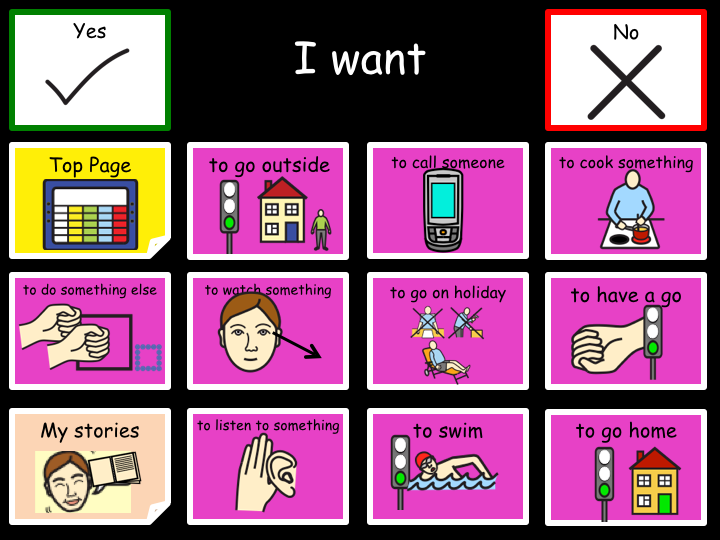 Yes
I want
No
Top Page
to go outside
to call someone
to cook something
to do something else
to watch something
to go on holiday
to have a go
My stories
to listen to something
to swim
to go home